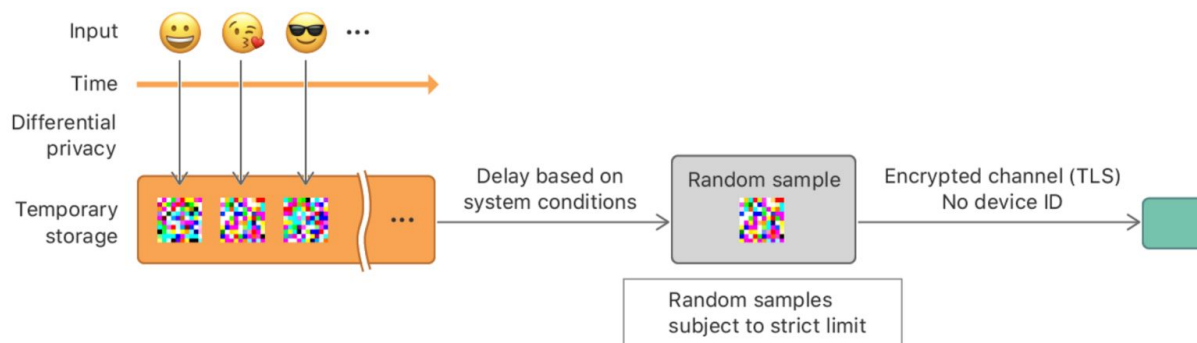 Input
...
Time
Differential
privacy
Temporary
storage
...
Delay based on
system conditions
Random sample
Encrypted channel (TLS)
No device ID
Random samples
subject to strict limit